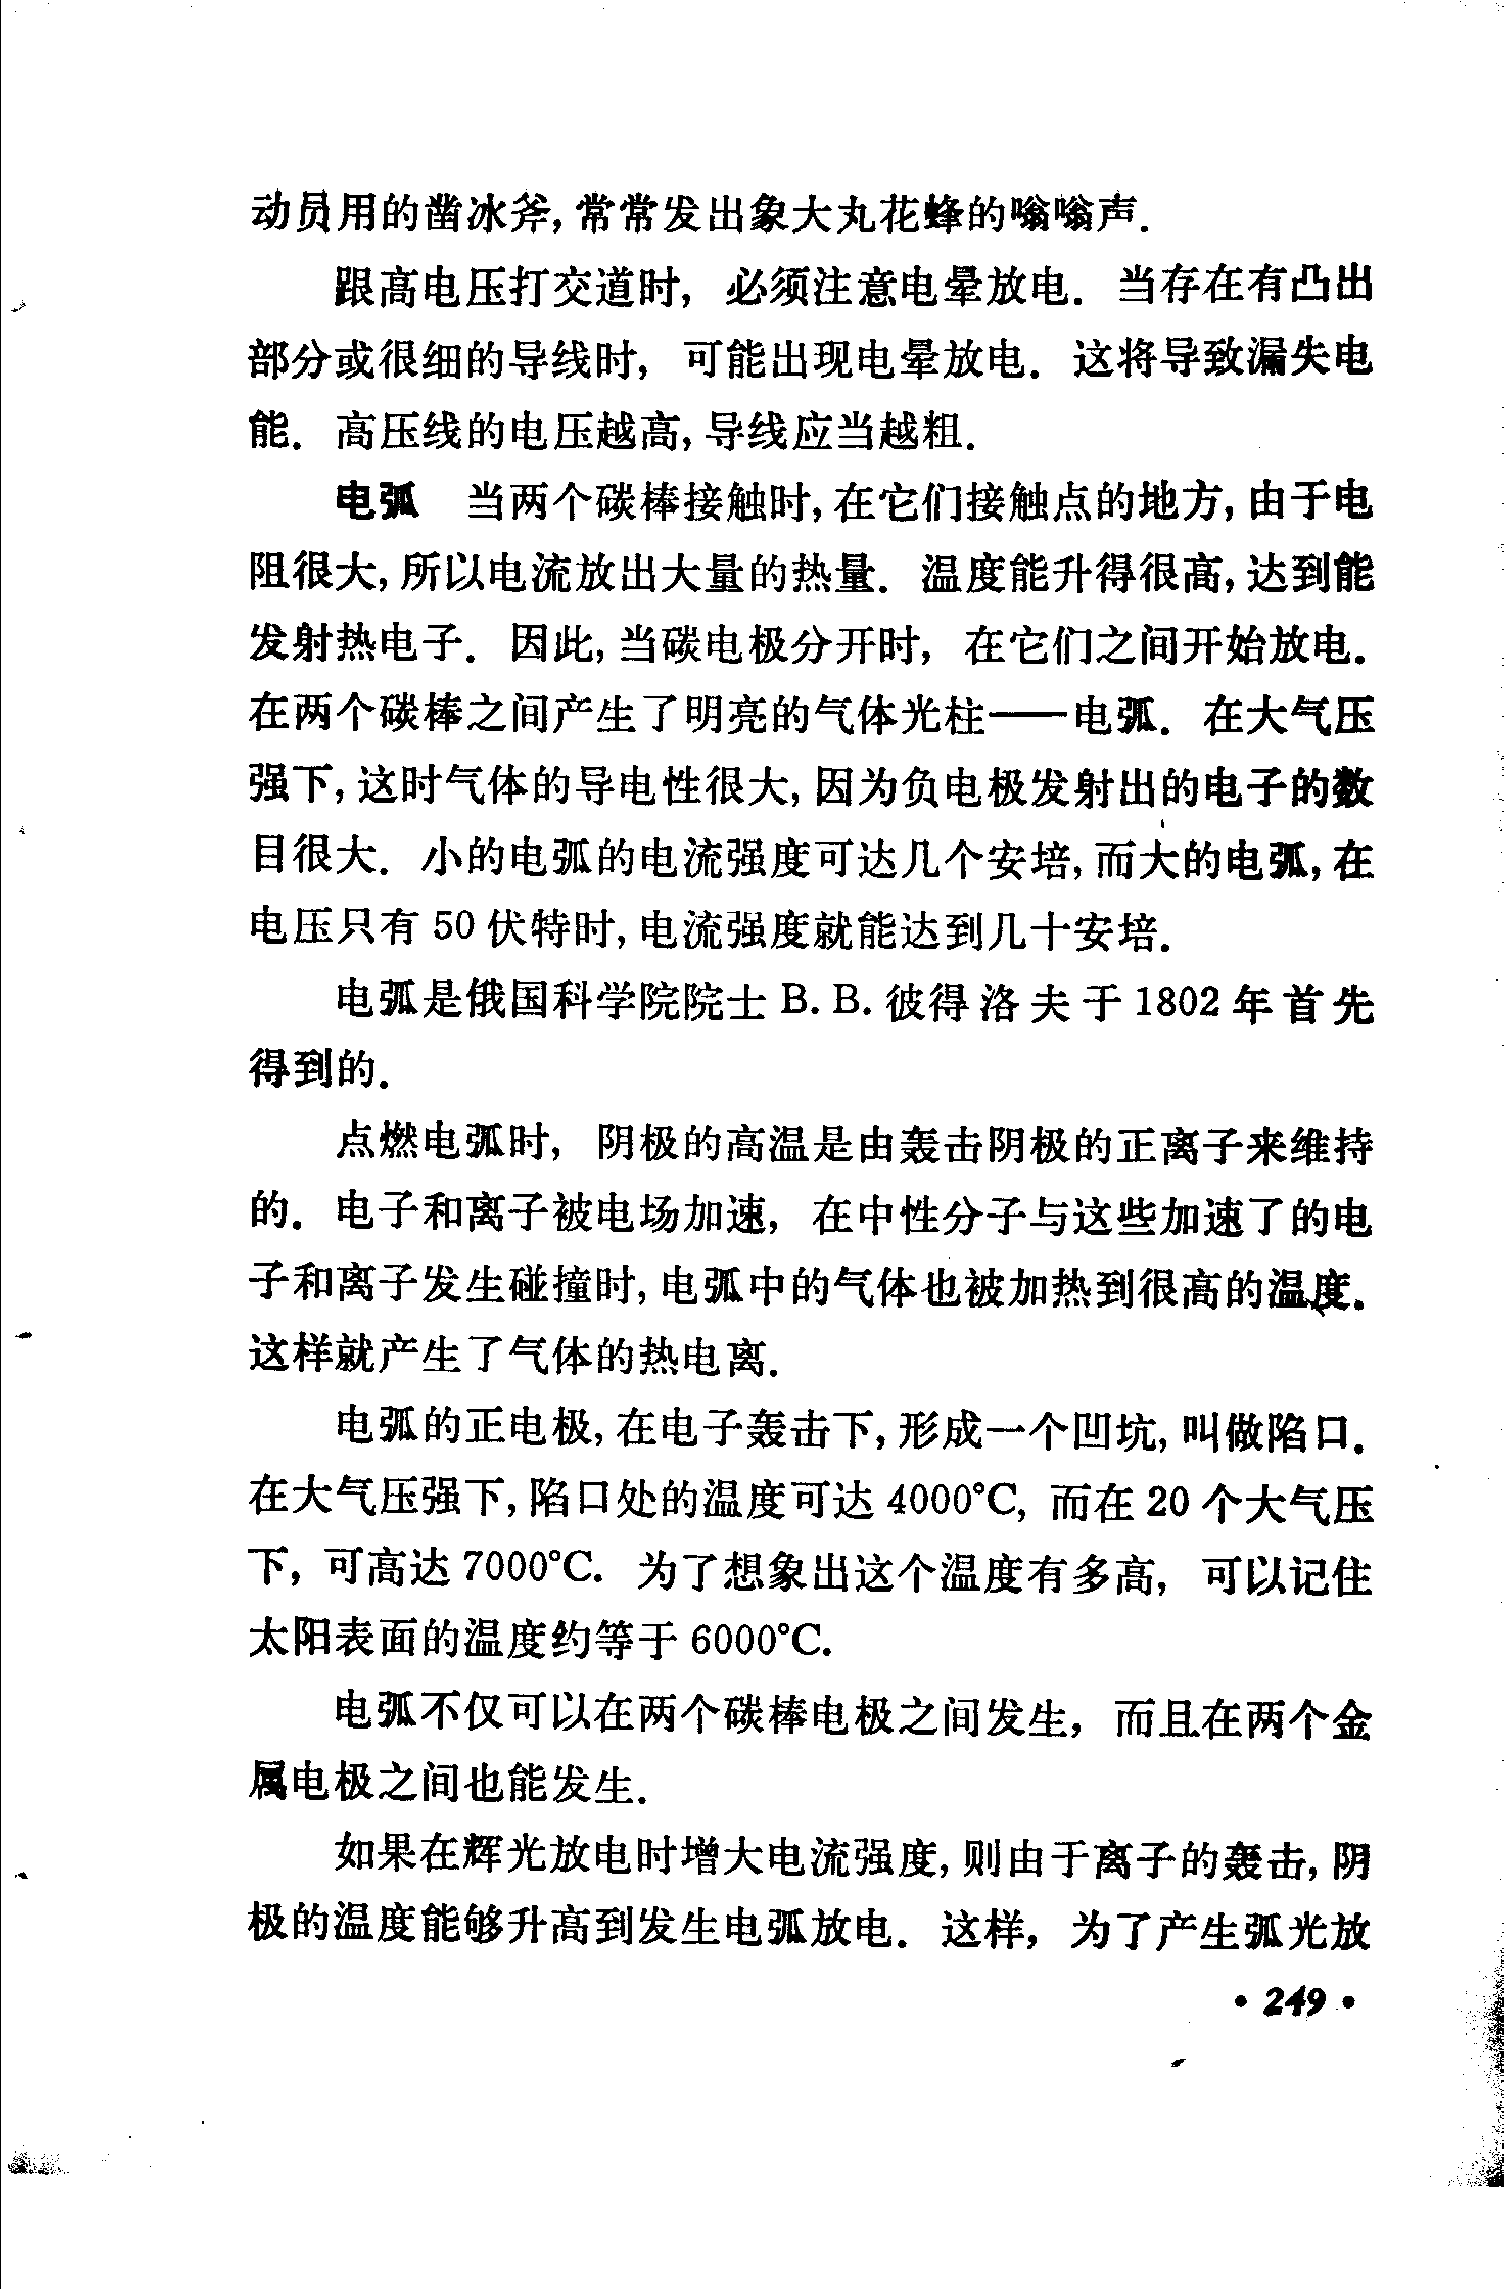 动员用的凿冰斧,常常发出象大丸花蜂的嗡嗡声.
跟高电压打交道时, 必须注意电晕放电. 当存在有凸出
部分或很细的导线时, 可能出现电晕放电. 这将导致漏失电
能. 高压线的电压越高,导线应当越粗.
电弧 当两个碳棒接触时,在它们接触点的地方,由于电
阻很大,所以电流放出大量的热量. 温度能升得很高,达到能
发射热电子. 因此,当碳电极分开时, 在它们之间开始放电.
在两个碳棒之间产生了明亮的气体光柱——电弧. 在大气压
强下,这时气体的导电性很大,因为负电极发射出的电子的数
目很大. 小的电弧的电流强度可达几个安培,而大的电弧,在
电压只有 50 伏特时,电流强度就能达到几十安培.
电弧是俄国科学院院士 B. B. 彼得洛夫于 1802 年首先
得到的.
点燃电弧时, 阴极的高温是由轰击阴极的正离子来维持
的. 电子和离子被电场加速, 在中性分子与这些加速了的电
子和离子发生碰撞时,电弧中的气体也被加热到很高的温度.
这样就产生了气体的热电离.
电弧的正电极,在电子轰击下,形成一个凹坑,叫做陷口.
在大气压强下,陷口处的温度可达 4000°C, 而在 20 个大气压
下, 可高达 7000°C. 为了想象出这个温度有多高, 可以记住
太阳表面的温度约等于 6000°C.
电弧不仅可以在两个碳棒电极之间发生, 而且在两个金
属电极之间也能发生.
如果在辉光放电时增大电流强度,则由于离子的轰击,阴
极的温度能够升高到发生电弧放电. 这样, 为了产生弧光放
• 249 •